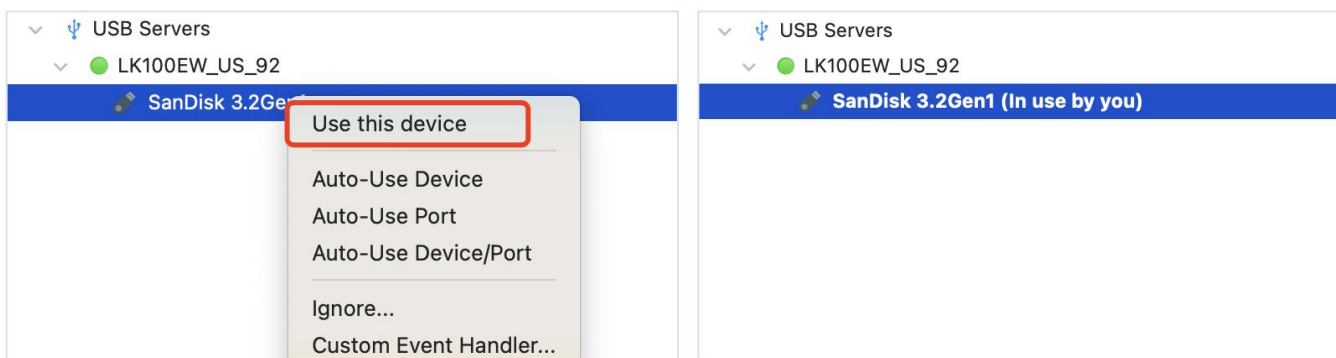 USB Servers
LK100EW_US_92
SanDisk 3.2Gen1
Use this device
Auto-Use Device
Auto-Use Port
Auto-Use Device/Port
Ignore...
Custom Event Handler...
USB Servers
LK100EW_US_92
SanDisk 3.2Gen1 (In use by you)